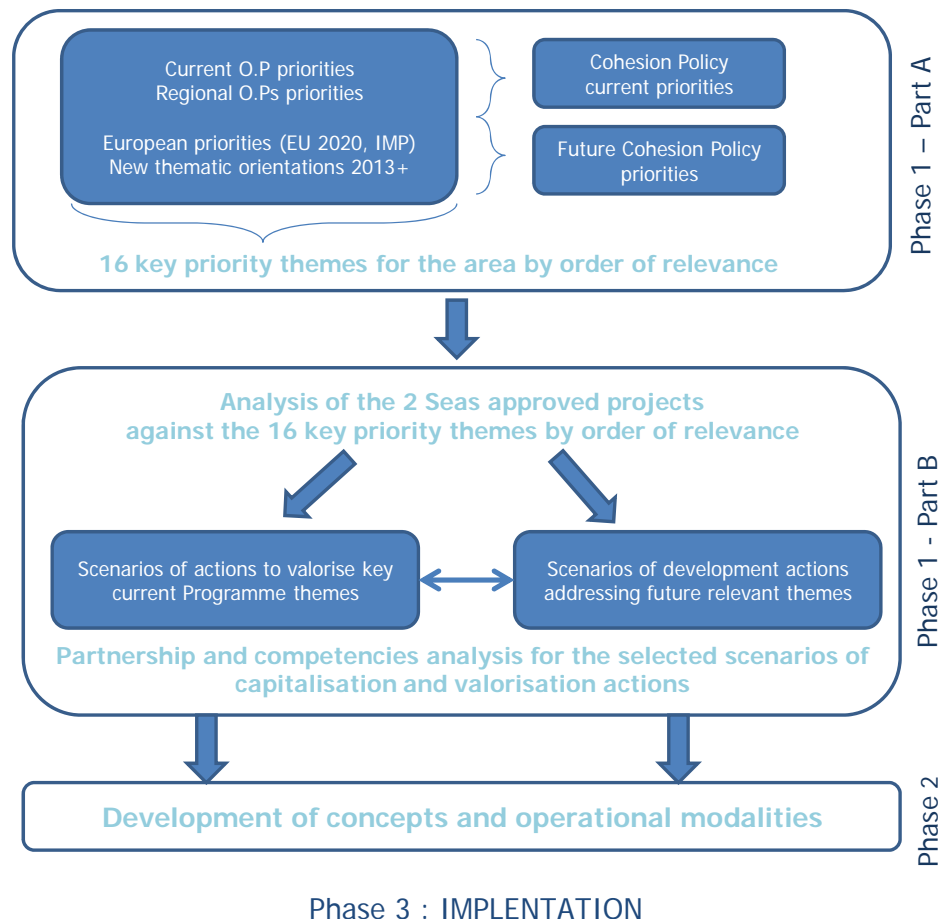 Current O.P priorities
Regional O.Ps priorities
European priorities (EU 2020, IMP)
New thematic orientations 2013+
Cohesion Policy
current priorities
Future Cohesion Policy
priorities
16 key priority themes for the area by order of relevance
Phase 1 – Part A
Analysis of the 2 Seas approved projects
against the 16 key priority themes by order of relevance
Scenarios of actions to valorise key
current Programme themes
Scenarios of development actions
addressing future relevant themes
Partnership and competencies analysis for the selected scenarios of
capitalisation and valorisation actions
Phase 1 - Part B
Development of concepts and operational modalities
Phase 2
Phase 3 : IMPLENTATION